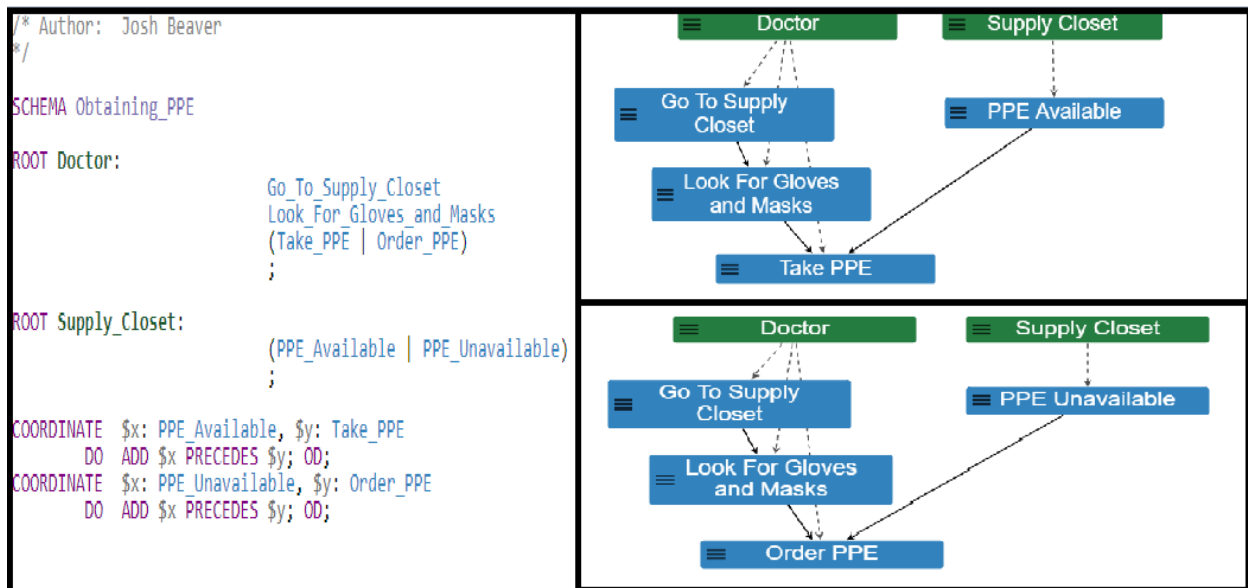 /* Author:  Josh Beaver
*/
SCHEMA Obtaining_PPE
ROOT Doctor:
Go_To_Supply_Closet
Look_For_Gloves_and_Masks
(Take_PPE | Order_PPE)
;
ROOT Supply_Closet:
(PPE_Available | PPE_Unavailable)
;
COORDINATE  $x: PPE_Available, $y: Take_PPE
DO  ADD $x PRECEDES $y; OD;
COORDINATE  $x: PPE_Unavailable, $y: Order_PPE
DO  ADD $x PRECEDES $y; OD;
Doctor
Supply Closet
Go To Supply
Closet
PPE Available
Look For Gloves
and Masks
Take PPE
Doctor
Supply Closet
Go To Supply
Closet
PPE Unavailable
Look For Gloves
and Masks
Order PPE